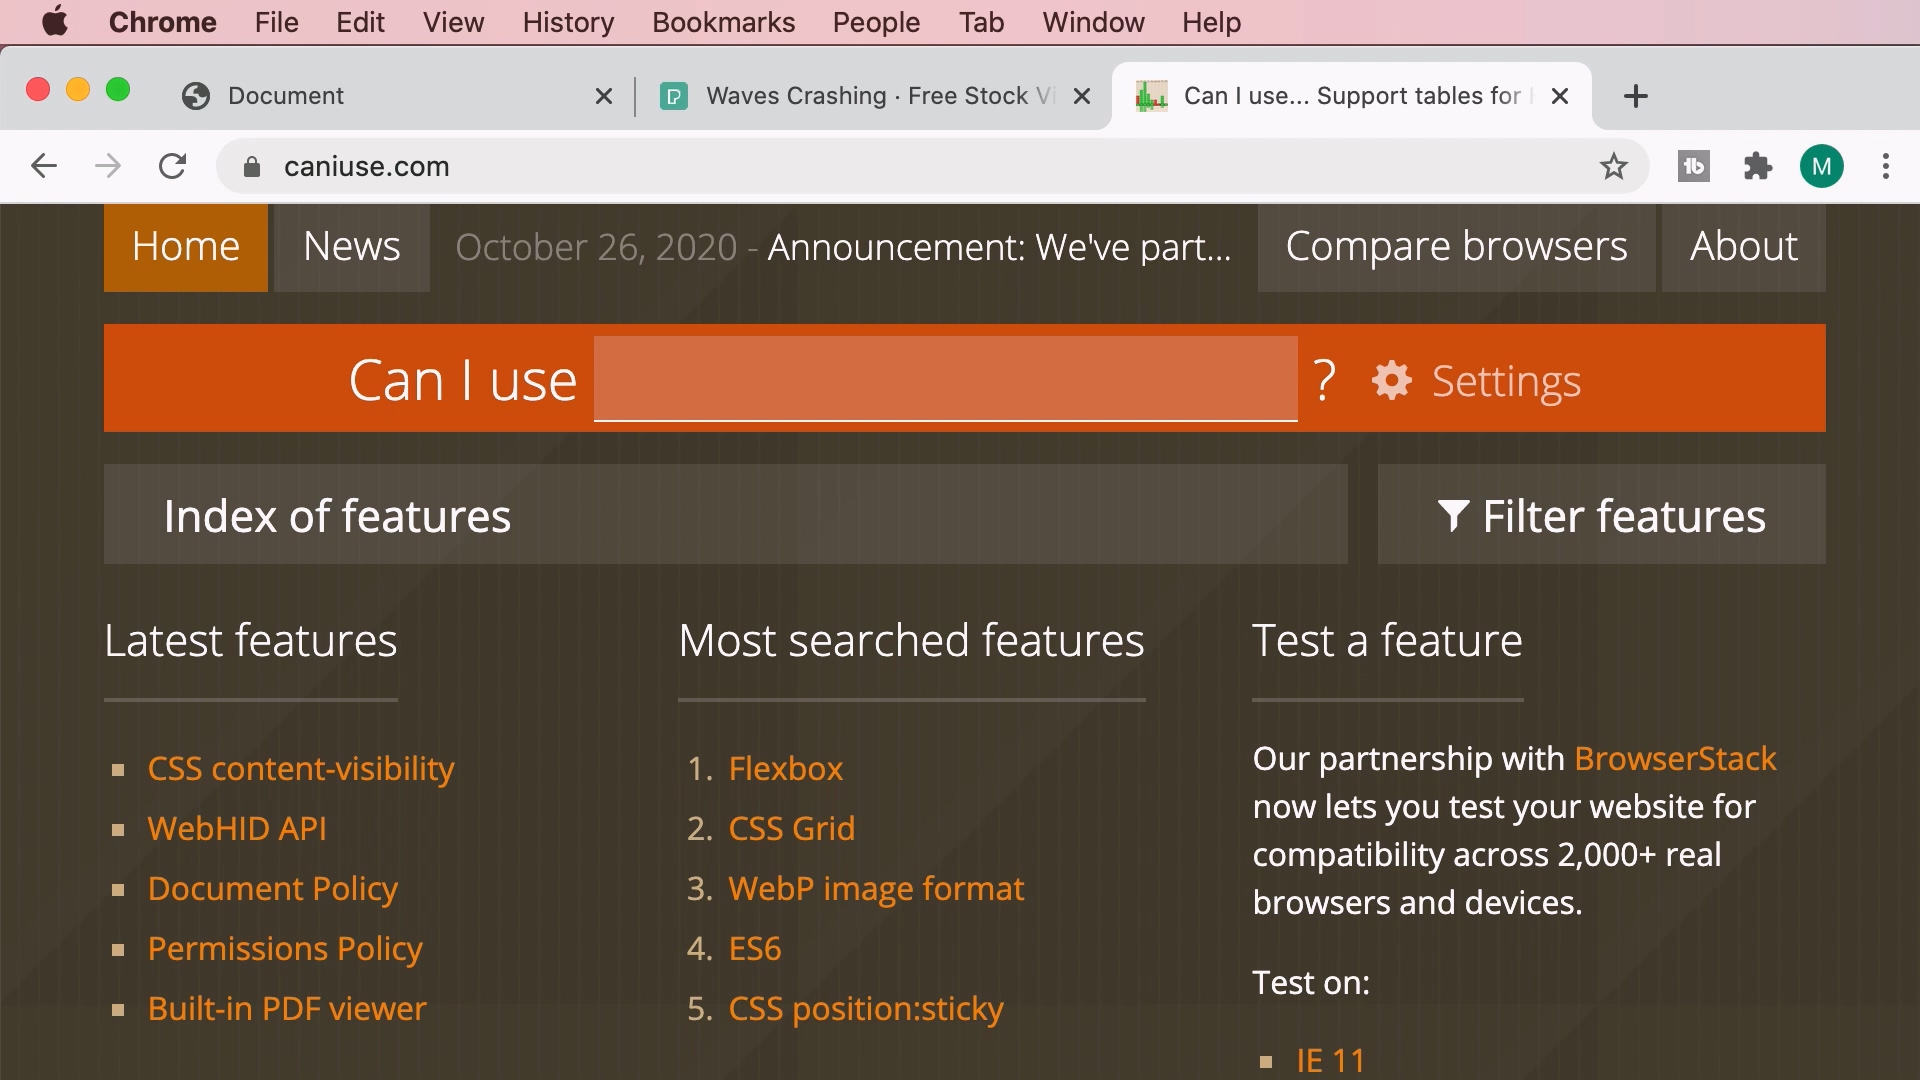 Chrome File Edit View History Bookmarks People Tab Window Help
Document
Waves Crashing · Free Stock Vi
Can I use... Support tables for
caniuse.com
M
Home
News
October 26, 2020 - Announcement: We've part...
Compare browsers
About
Can I use ?
Settings
Index of features
Filter features
Latest features
CSS content-visibility
WebHID API
Document Policy
Permissions Policy
Built-in PDF viewer
Most searched features
1. Flexbox
2. CSS Grid
3. WebP image format
4. ES6
5. CSS position:sticky
Test a feature
Our partnership with BrowserStack
now lets you test your website for
compatibility across 2,000+ real
browsers and devices.
Test on:
IE 11